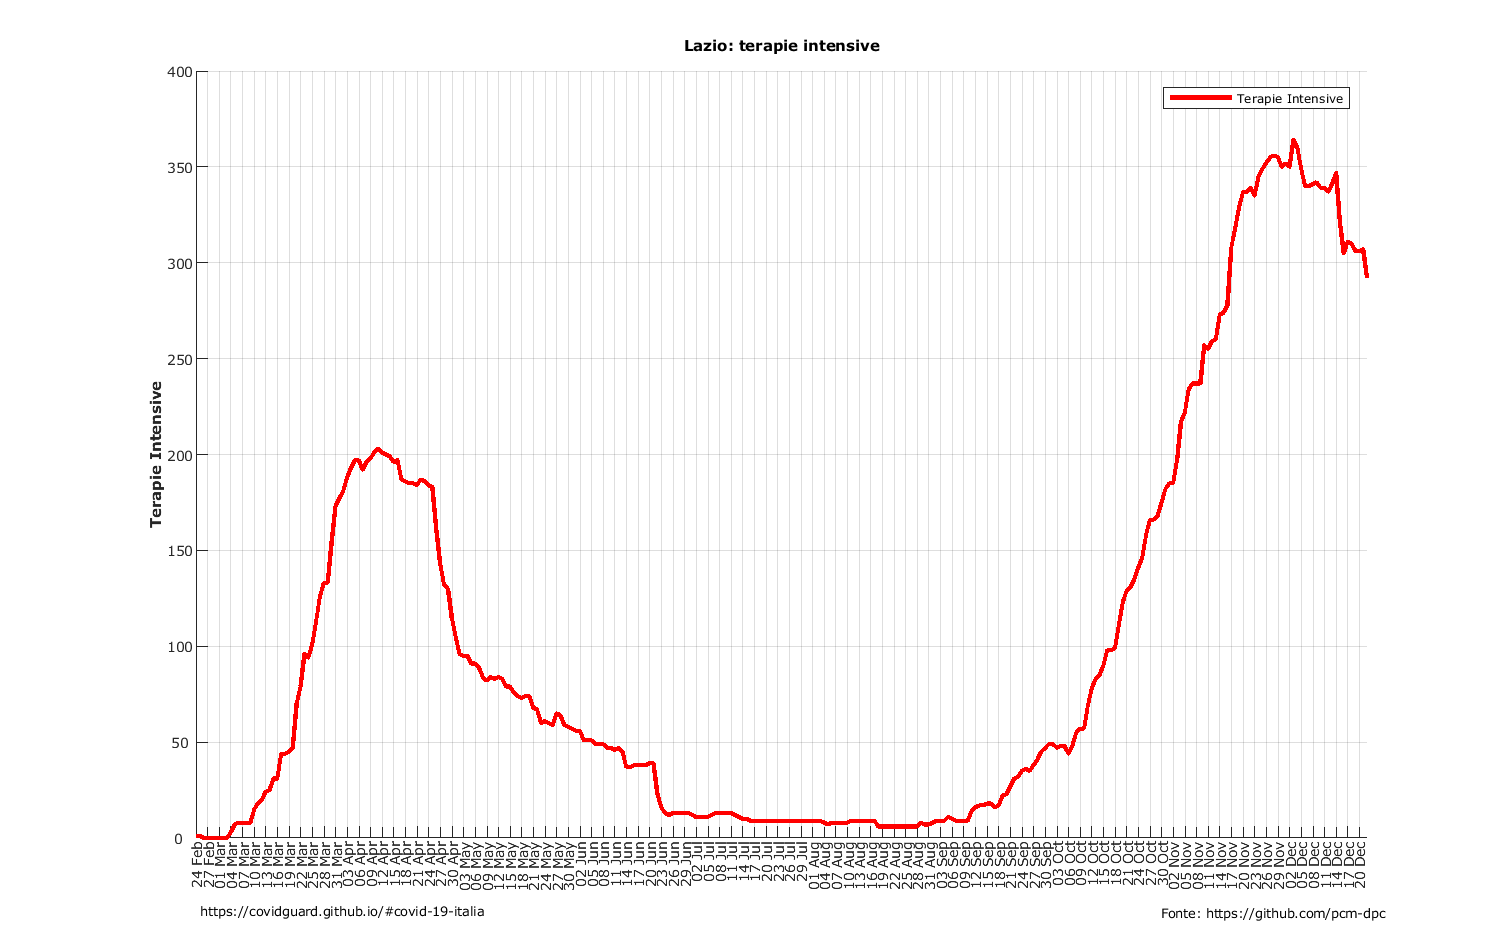 Lazio: terapie intensive
Terapie Intensive
400
350
300
250
200
150
100
50
0
Terapie Intensive
24 Feb
27 Feb
01 Mar
04 Mar
07 Mar
10 Mar
13 Mar
16 Mar
19 Mar
22 Mar
25 Mar
28 Mar
31 Mar
03 Apr
06 Apr
09 Apr
12 Apr
15 Apr
18 Apr
21 Apr
24 Apr
27 Apr
30 Apr
03 May
06 May
09 May
12 May
15 May
18 May
21 May
24 May
27 May
30 May
02 Jun
05 Jun
08 Jun
11 Jun
14 Jun
17 Jun
20 Jun
23 Jun
26 Jun
29 Jun
02 Jul
05 Jul
08 Jul
11 Jul
14 Jul
17 Jul
20 Jul
23 Jul
26 Jul
29 Jul
01 Aug
04 Aug
07 Aug
10 Aug
13 Aug
16 Aug
19 Aug
22 Aug
25 Aug
28 Aug
31 Aug
03 Sep
06 Sep
09 Sep
12 Sep
15 Sep
18 Sep
21 Sep
24 Sep
27 Sep
30 Sep
03 Oct
06 Oct
09 Oct
12 Oct
15 Oct
18 Oct
21 Oct
24 Oct
27 Oct
30 Oct
02 Nov
05 Nov
08 Nov
11 Nov
14 Nov
17 Nov
20 Nov
23 Nov
26 Nov
29 Nov
02 Dec
05 Dec
08 Dec
11 Dec
14 Dec
17 Dec
20 Dec
https://covidguard.github.io/#covid-19-italia
Fonte: https://github.com/pcm-dpc